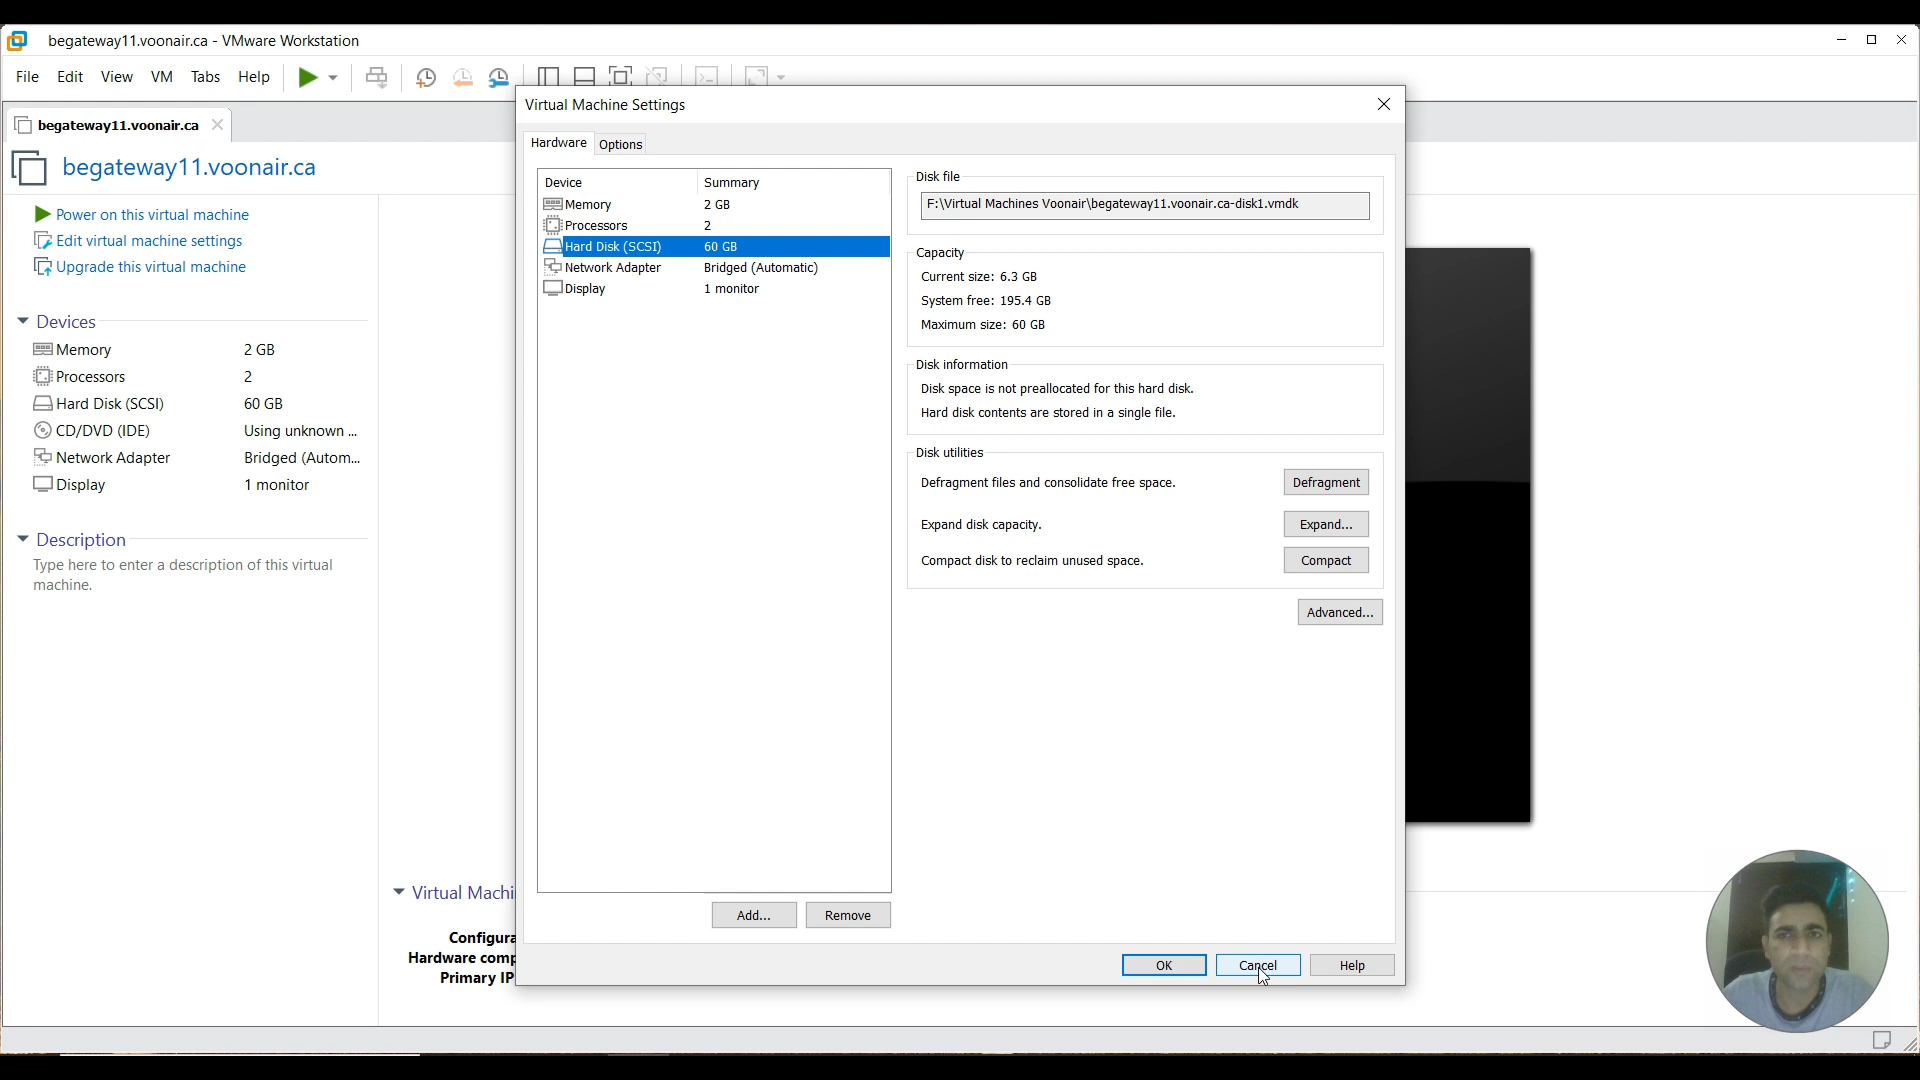 begateway11.voonair.ca - VMware Workstation
File Edit View VM Tabs Help
begateway11.voonair.ca
begateway11.voonair.ca
Power on this virtual machine
Edit virtual machine settings
Upgrade this virtual machine
Devices
Memory 2 GB
Processors 2
Hard Disk (SCSI) 60 GB
CD/DVD (IDE) Using unknown ...
Network Adapter Bridged (Autom...
Display 1 monitor
Description
Type here to enter a description of this virtual
machine.
Virtual Machi
Configura
Hardware comp
Primary IP
Virtual Machine Settings
Hardware Options
Device Summary
Memory 2 GB
Processors 2
Hard Disk (SCSI) 60 GB
Network Adapter Bridged (Automatic)
Display 1 monitor
Add... Remove
Disk file
F:\Virtual Machines Voonair\begateway11.voonair.ca-disk1.vmdk
Capacity
Current size: 6.3 GB
System free: 195.4 GB
Maximum size: 60 GB
Disk information
Disk space is not preallocated for this hard disk.
Hard disk contents are stored in a single file.
Disk utilities
Defragment files and consolidate free space. Defragment
Expand disk capacity. Expand...
Compact disk to reclaim unused space. Compact
Advanced...
OK Cancel Help